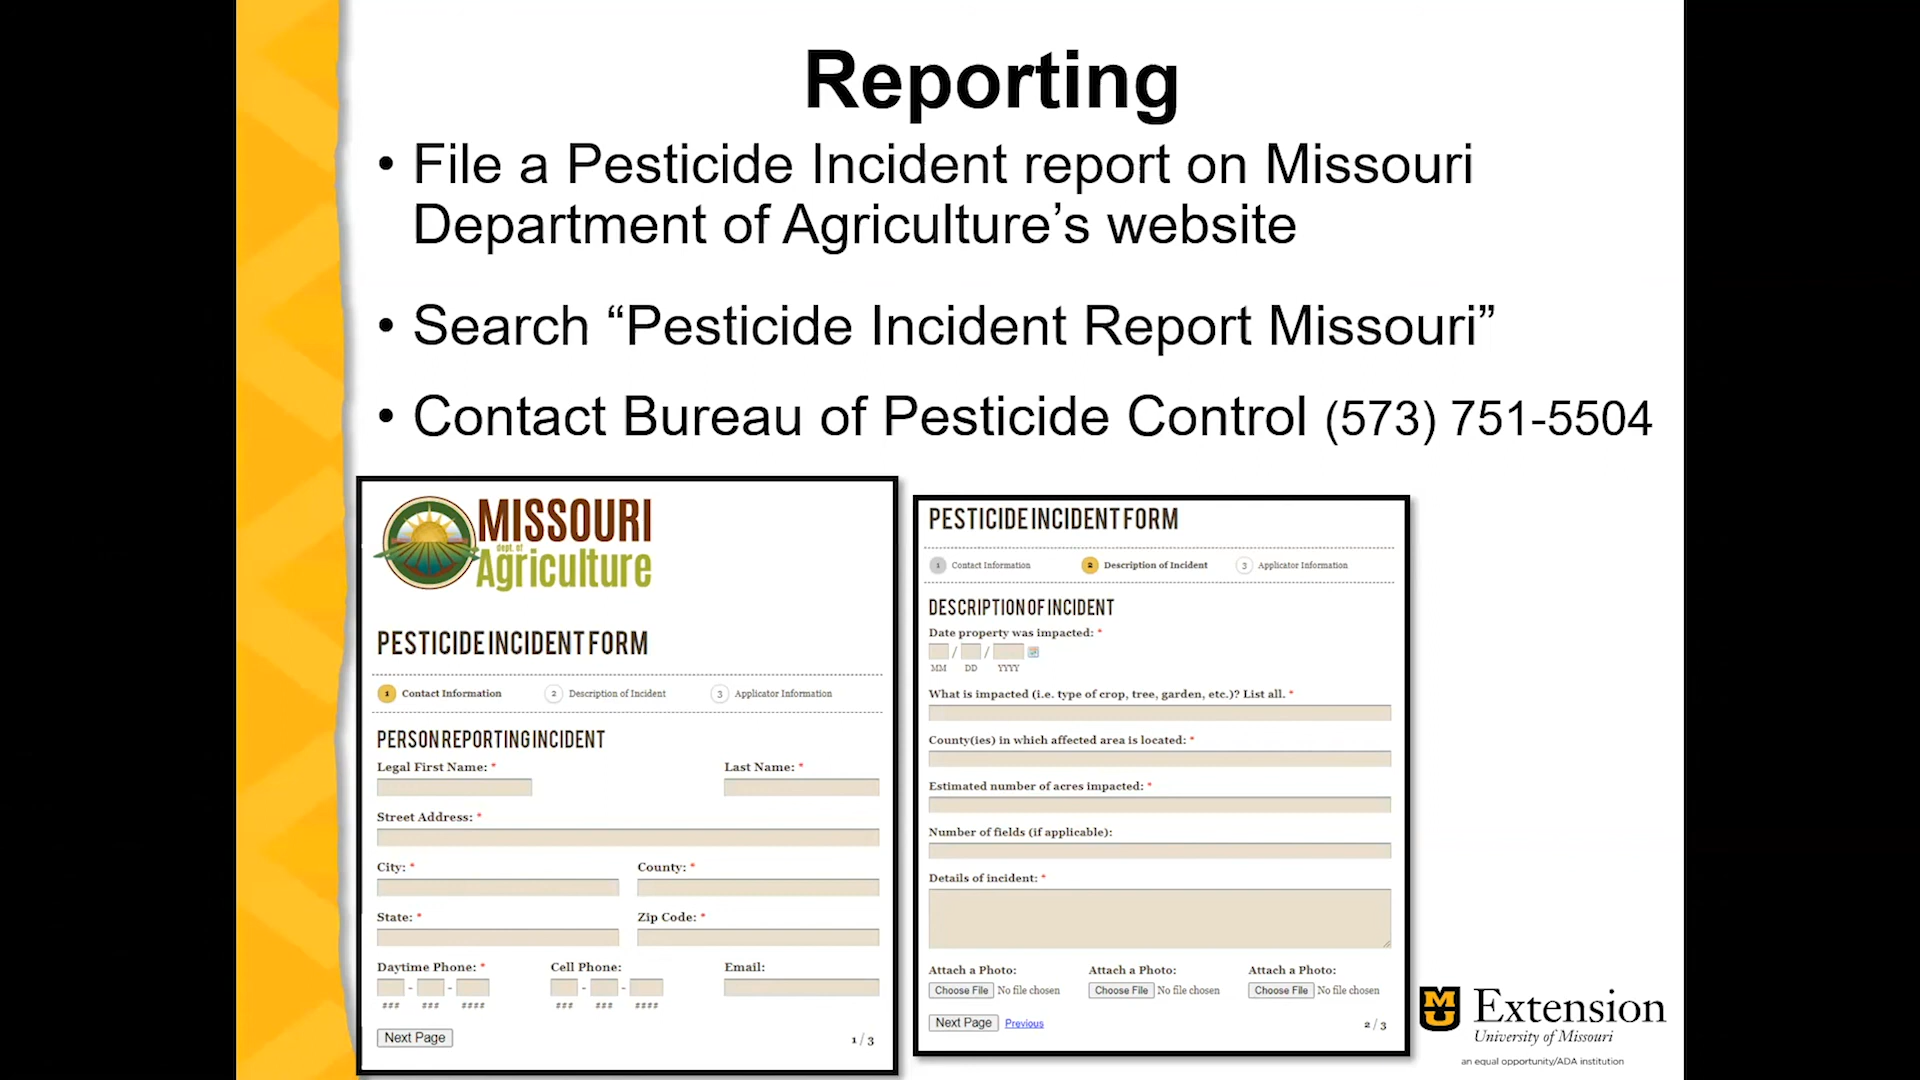 Reporting
• File a Pesticide Incident report on Missouri
Department of Agriculture’s website
• Search “Pesticide Incident Report Missouri”
• Contact Bureau of Pesticide Control (573) 751-5504
MISSOURI
dept. of
Agriculture
PESTICIDE INCIDENT FORM
1 Contact Information 2 Description of Incident 3 Applicator Information
PERSON REPORTING INCIDENT
Legal First Name: * Last Name: *
Street Address: *
City: * County: *
State: * Zip Code: *
Daytime Phone: * Cell Phone: Email:
- - - -
### ### #### ### ### ####
Next Page 1 / 3
PESTICIDE INCIDENT FORM
1 Contact Information 2 Description of Incident 3 Applicator Information
DESCRIPTION OF INCIDENT
Date property was impacted: *
/ /
MM DD YYYY
What is impacted (i.e. type of crop, tree, garden, etc.)? List all. *
County(ies) in which affected area is located: *
Estimated number of acres impacted: *
Number of fields (if applicable):
Details of incident: *
Attach a Photo: Attach a Photo: Attach a Photo:
Choose File No file chosen Choose File No file chosen Choose File No file chosen
Next Page Previous 2 / 3
MU Extension
University of Missouri
an equal opportunity/ADA institution